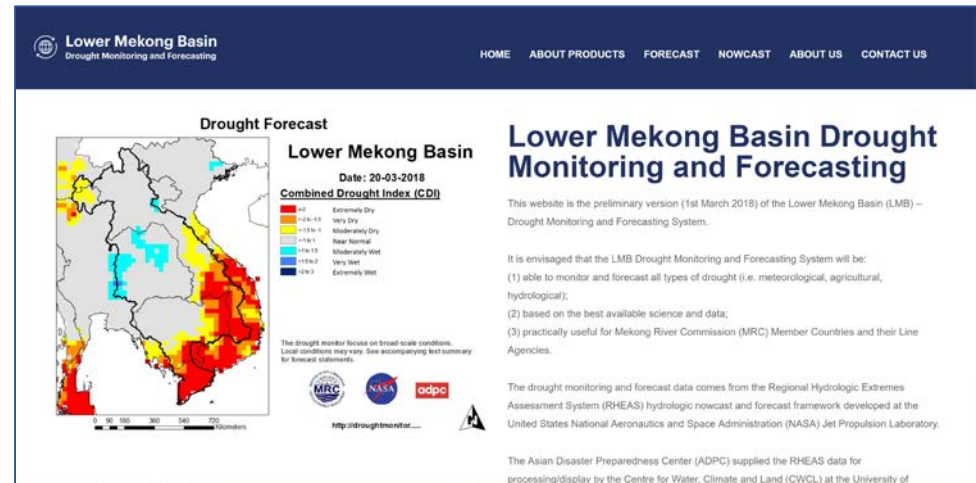 Lower Mekong Basin
Drought Monitoring and Forecasting
HOME ABOUT PRODUCTS FORECAST NOWCAST ABOUT US CONTACT US
Drought Forecast
Lower Mekong Basin
Date: 20-03-2018
Combined Drought Index (CDI)
Extremely Dry
Very Dry
Moderately Dry
Near Normal
Moderately Wet
Very Wet
Extremely Wet
The drought monitor focus on broad-scale conditions.
Local conditions may vary. See accompanying text summary
for forecast statements.
MRC
NASA
adpc
0 90 180 360 540 720
Kilometers
http://droughtmonitor.....
N
Lower Mekong Basin Drought
Monitoring and Forecasting
This website is the preliminary version (1st March 2018) of the Lower Mekong Basin (LMB) –
Drought Monitoring and Forecasting System.
It is envisaged that the LMB Drought Monitoring and Forecasting System will be:
(1) able to monitor and forecast all types of drought (i.e. meteorological, agricultural,
hydrological);
(2) based on the best available science and data;
(3) practically useful for Mekong River Commission (MRC) Member Countries and their Line
Agencies.
The drought monitoring and forecast data comes from the Regional Hydrologic Extremes
Assessment System (RHEAS) hydrologic nowcast and forecast framework developed at the
United States National Aeronautics and Space Administration (NASA) Jet Propulsion Laboratory.
The Asian Disaster Preparedness Center (ADPC) supplied the RHEAS data for
processing/display by the Centre for Water, Climate and Land (CWCL) at the University of